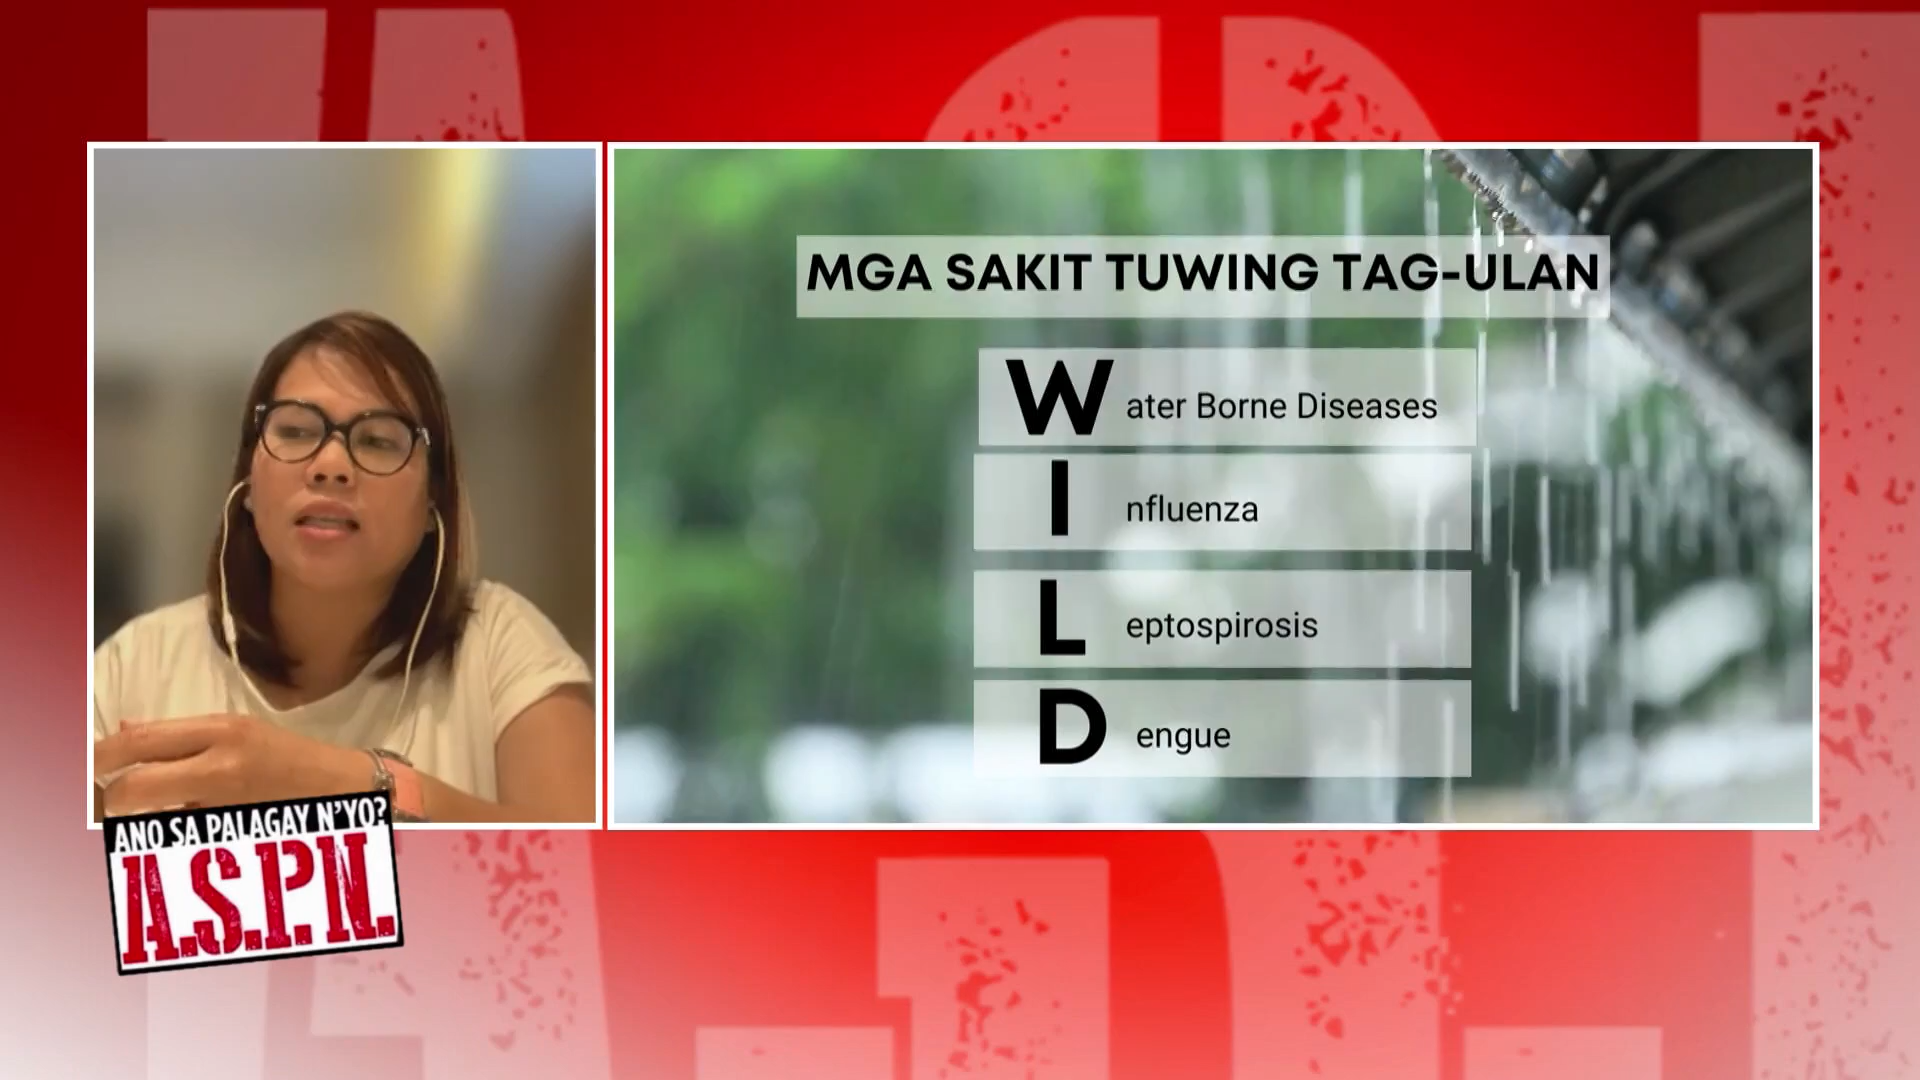 MGA SAKIT TUWING TAG-ULAN
Water Borne Diseases
Influenza
Leptospirosis
Dengue
ANO SA PALAGAY N'YO?
A.S.P.N.